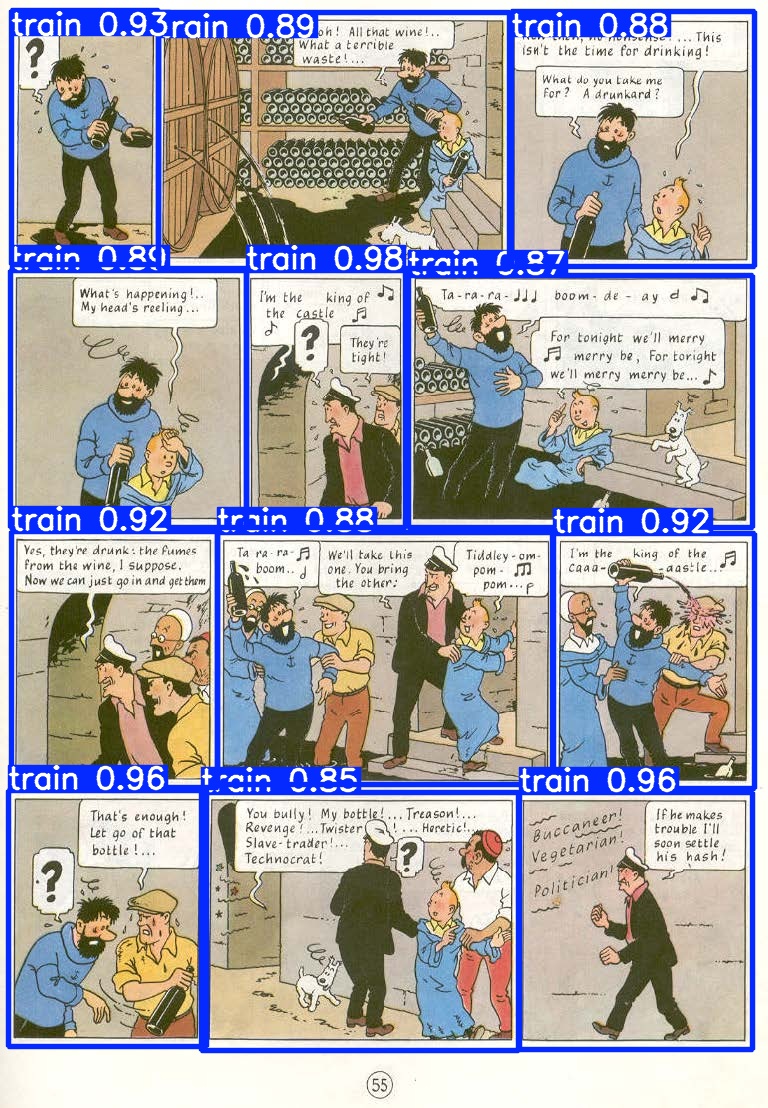 train 0.93
rain 0.89
train 0.88
?
oh! All that wine!..
What a terrible
waste!...
... This
isn't the time for drinking!
What do you take me
for? A drunkard?
train 0.89
train 0.98
train 0.87
What's happening!..
My head's reeling...
I'm the king of
the castle
?
They're
tight!
Ta-ra-ra- boom-de-ay
For tonight we'll merry
merry be, For tonight
we'll merry merry be...
train 0.92
train 0.88
train 0.92
Yes, they're drunk: the fumes
from the wine, I suppose.
Now we can just go in and get them
Ta ra-ra-
boom..
We'll take this
one. You bring
the other:
Tiddley-om-
pom-
pom...
I'm the king of the
caaa- -aastle...
train 0.96
train 0.85
train 0.96
That's enough!
Let go of that
bottle!...
?
You bully! My bottle!... Treason!...
Revenge!...Twister!... Heretic!..
Slave-trader!...
Technocrat!
?
Buccaneer!
Vegetarian!
Politician!
If he makes
trouble I'll
soon settle
his hash!
55